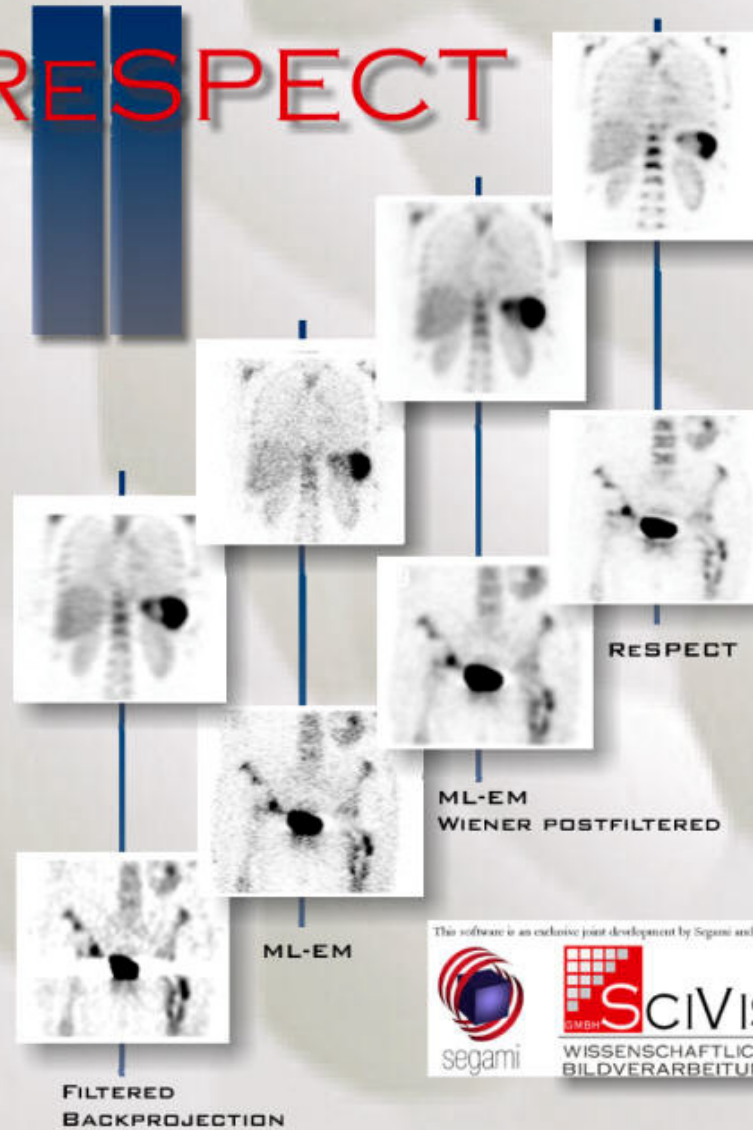 ReSPECT
ReSPECT
ML-EM
WIENER POSTFILTERED
ML-EM
FILTERED
BACKPROJECTION
This software is an exclusive joint development by Segami and
segami
GMBH SCIVIS
WISSENSCHAFTLIC
BILDVERARBEITU